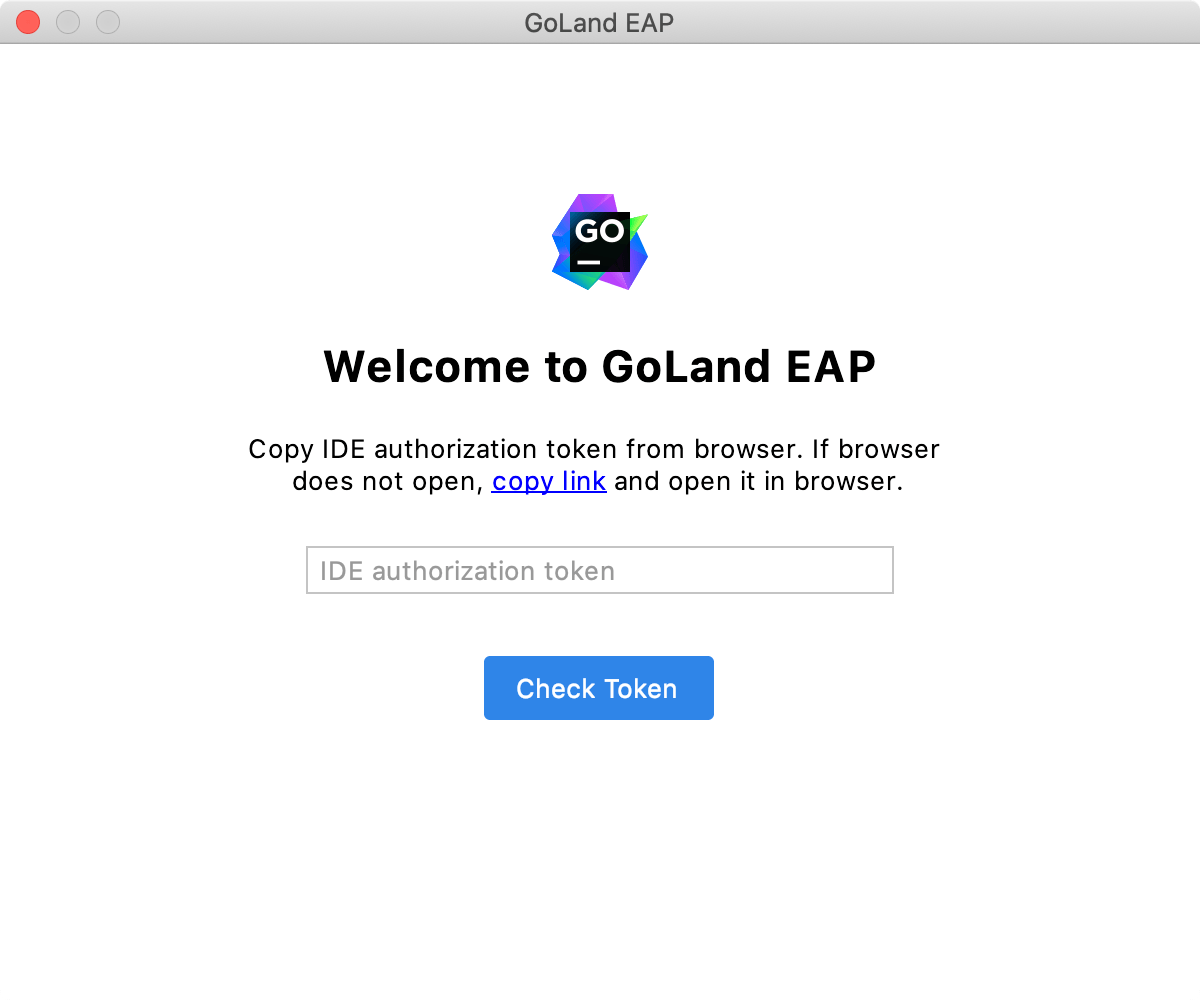 GoLand EAP
GO
Welcome to GoLand EAP
Copy IDE authorization token from browser. If browser
does not open, copy link and open it in browser.
IDE authorization token
Check Token